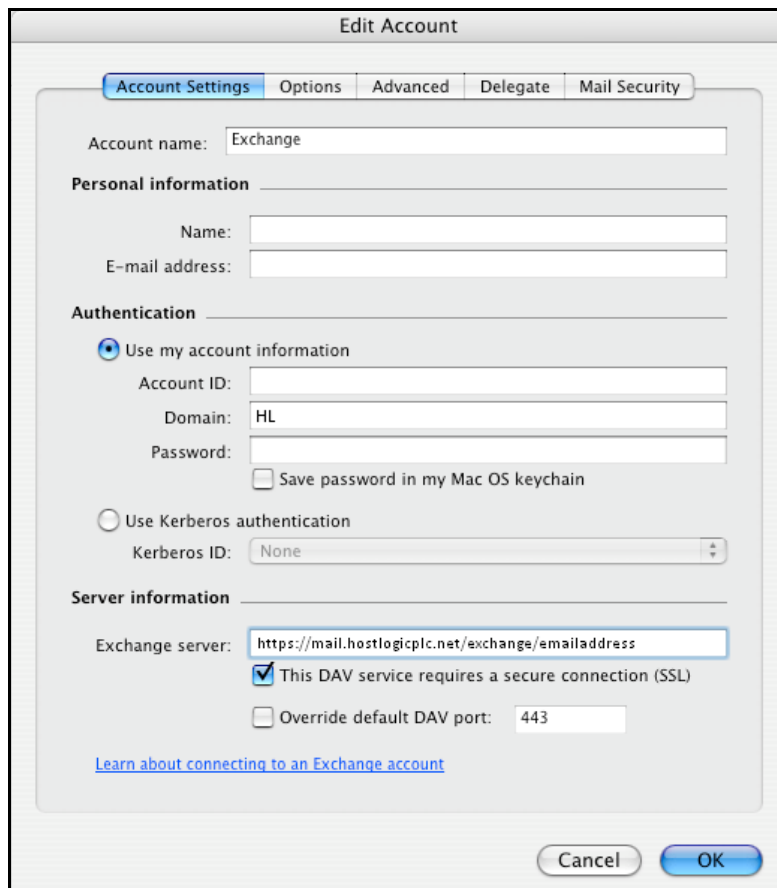 Edit Account
Account Settings Options Advanced Delegate Mail Security
Account name: Exchange
Personal information
Name:
E-mail address:
Authentication
Use my account information
Account ID:
Domain: HL
Password:
Save password in my Mac OS keychain
Use Kerberos authentication
Kerberos ID: None
Server information
Exchange server: https://mail.hostlogicplc.net/exchange/emailaddress
This DAV service requires a secure connection (SSL)
Override default DAV port: 443
Learn about connecting to an Exchange account
Cancel OK